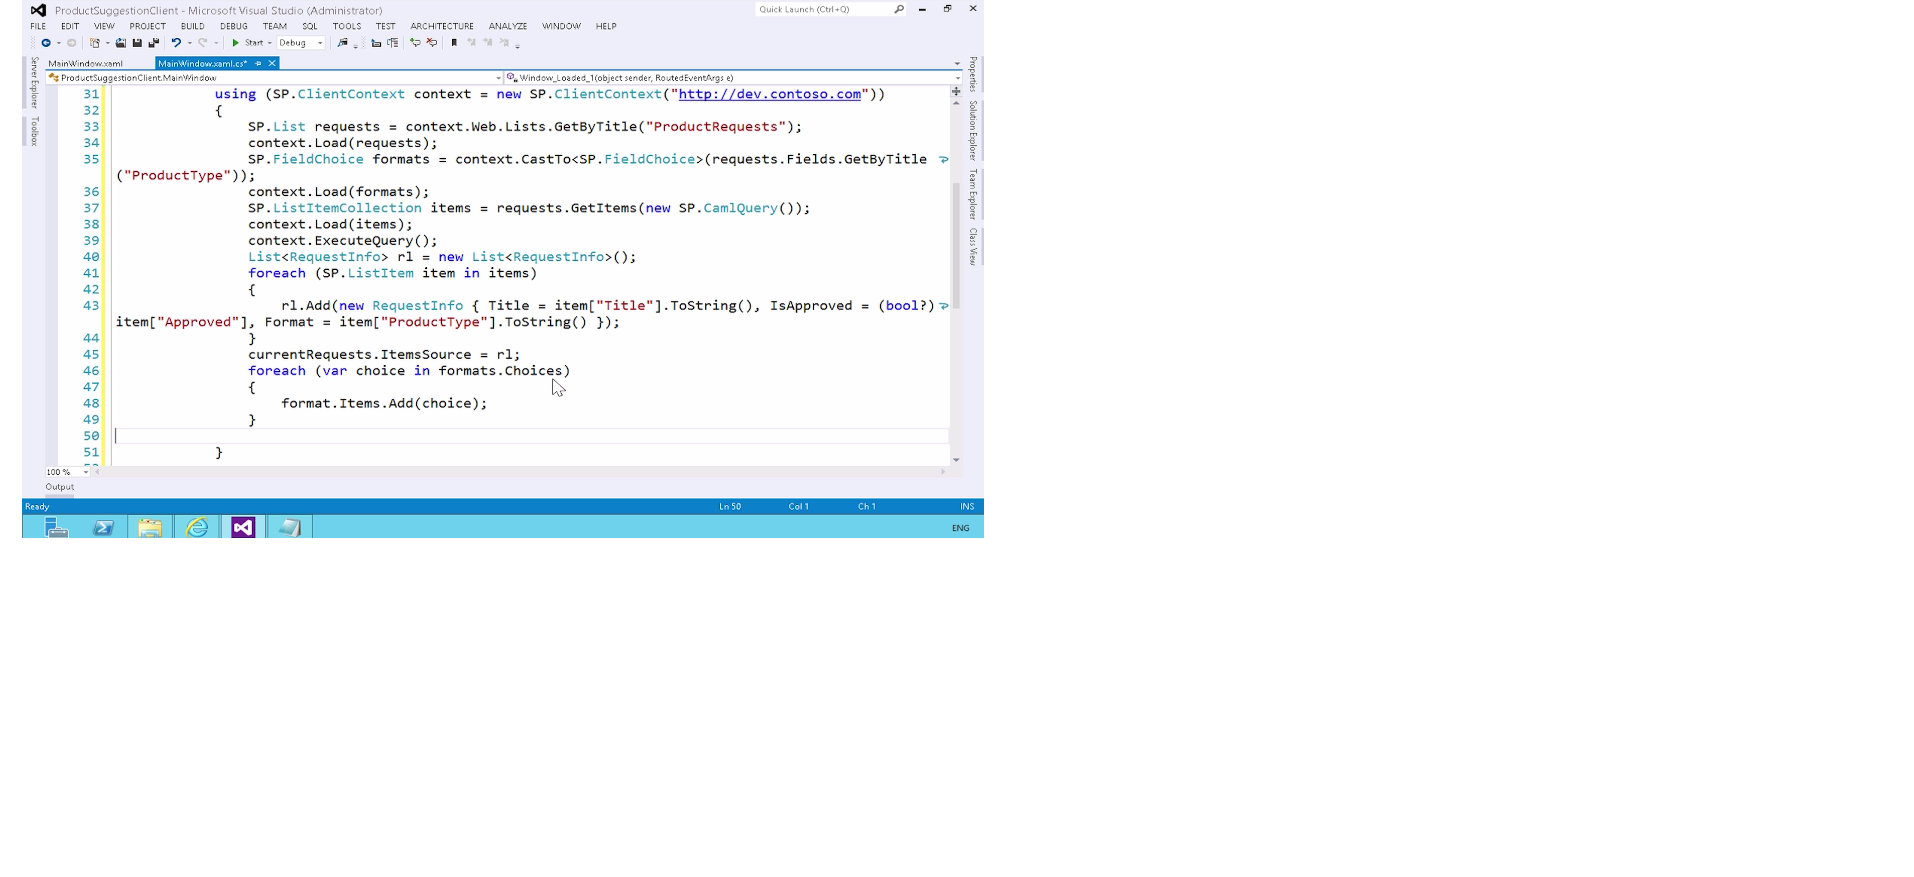 ProductSuggestionClient - Microsoft Visual Studio (Administrator)
Quick Launch (Ctrl+Q)
FILE EDIT VIEW PROJECT BUILD DEBUG TEAM SQL TOOLS TEST ARCHITECTURE ANALYZE WINDOW HELP
Start Debug
MainWindow.xaml MainWindow.xaml.cs*
ProductSuggestionClient.MainWindow Window_Loaded_1(object sender, RoutedEventArgs e)
Server Explorer
Toolbox
31 using (SP.ClientContext context = new SP.ClientContext("http://dev.contoso.com"))
32 {
33 SP.List requests = context.Web.Lists.GetByTitle("ProductRequests");
34 context.Load(requests);
35 SP.FieldChoice formats = context.CastTo<SP.FieldChoice>(requests.Fields.GetByTitle
("ProductType"));
36 context.Load(formats);
37 SP.ListItemCollection items = requests.GetItems(new SP.CamlQuery());
38 context.Load(items);
39 context.ExecuteQuery();
40 List<RequestInfo> rl = new List<RequestInfo>();
41 foreach (SP.ListItem item in items)
42 {
43 rl.Add(new RequestInfo { Title = item["Title"].ToString(), IsApproved = (bool?)
item["Approved"], Format = item["ProductType"].ToString() });
44 }
45 currentRequests.ItemsSource = rl;
46 foreach (var choice in formats.Choices)
47 {
48 format.Items.Add(choice);
49 }
50
51 }
Properties
Solution Explorer
Team Explorer
Class View
100 %
Output
Ready Ln 50 Col 1 Ch 1 INS
ENG